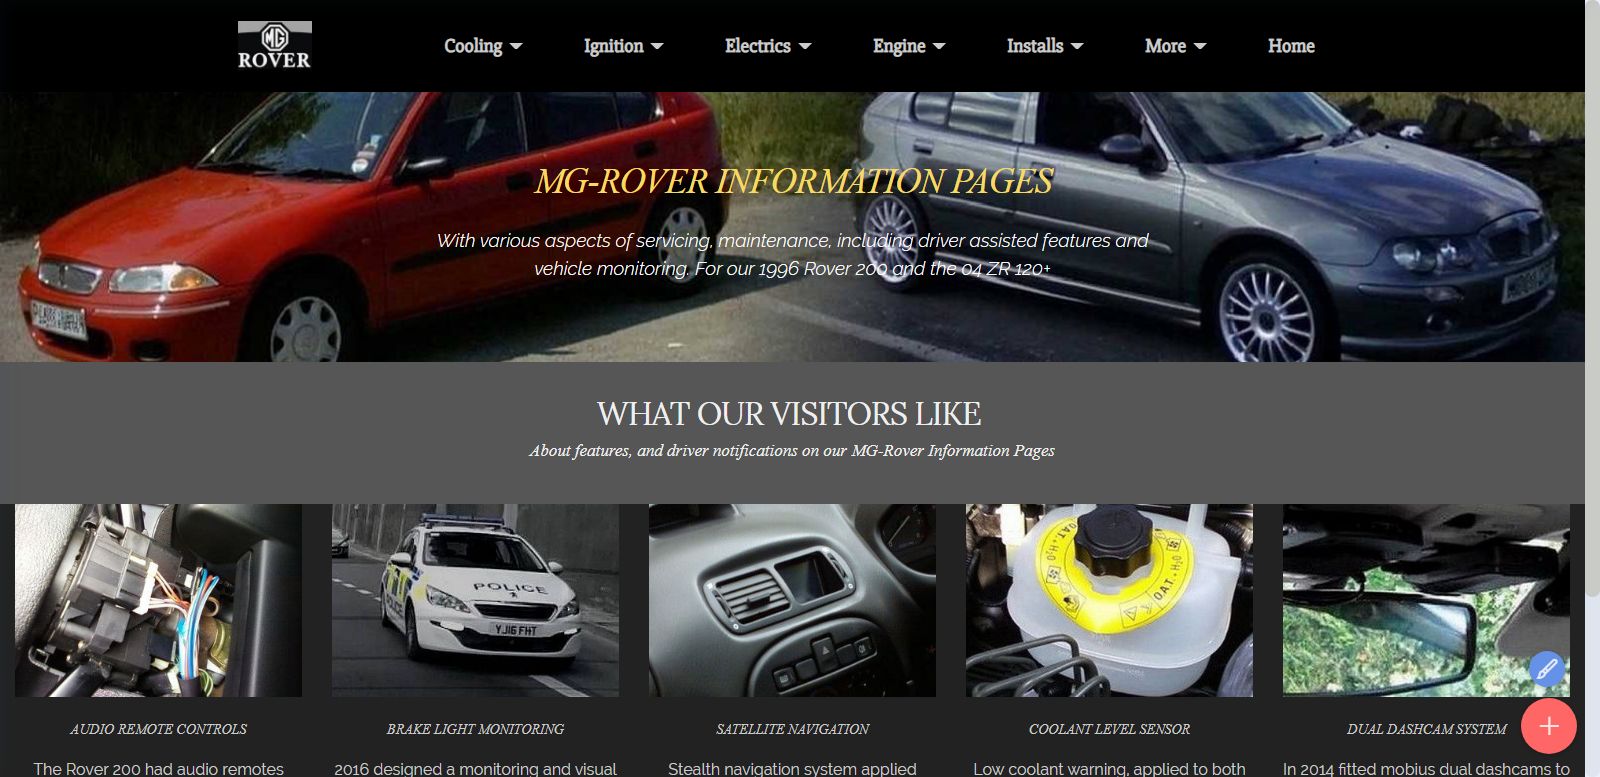 MG
ROVER
Cooling
Ignition
Electrics
Engine
Installs
More
Home
MG-ROVER INFORMATION PAGES
With various aspects of servicing, maintenance, including driver assisted features and
vehicle monitoring. For our 1996 Rover 200 and the 04 ZR 120+
WHAT OUR VISITORS LIKE
About features, and driver notifications on our MG-Rover Information Pages
POLICE
YJ16 FHT
OAT + H₂O
OAT. + H₂O
AUDIO REMOTE CONTROLS
BRAKE LIGHT MONITORING
SATELLITE NAVIGATION
COOLANT LEVEL SENSOR
DUAL DASHCAM SYSTEM
The Rover 200 had audio remotes
2016 designed a monitoring and visual
Stealth navigation system applied
Low coolant warning, applied to both
In 2014 fitted mobius dual dashcams to